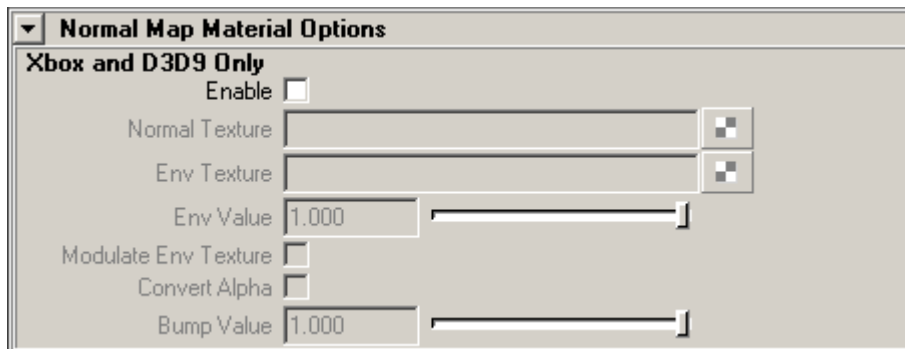 Normal Map Material Options
Xbox and D3D9 Only
Enable
Normal Texture
Env Texture
Env Value 1.000
Modulate Env Texture
Convert Alpha
Bump Value 1.000